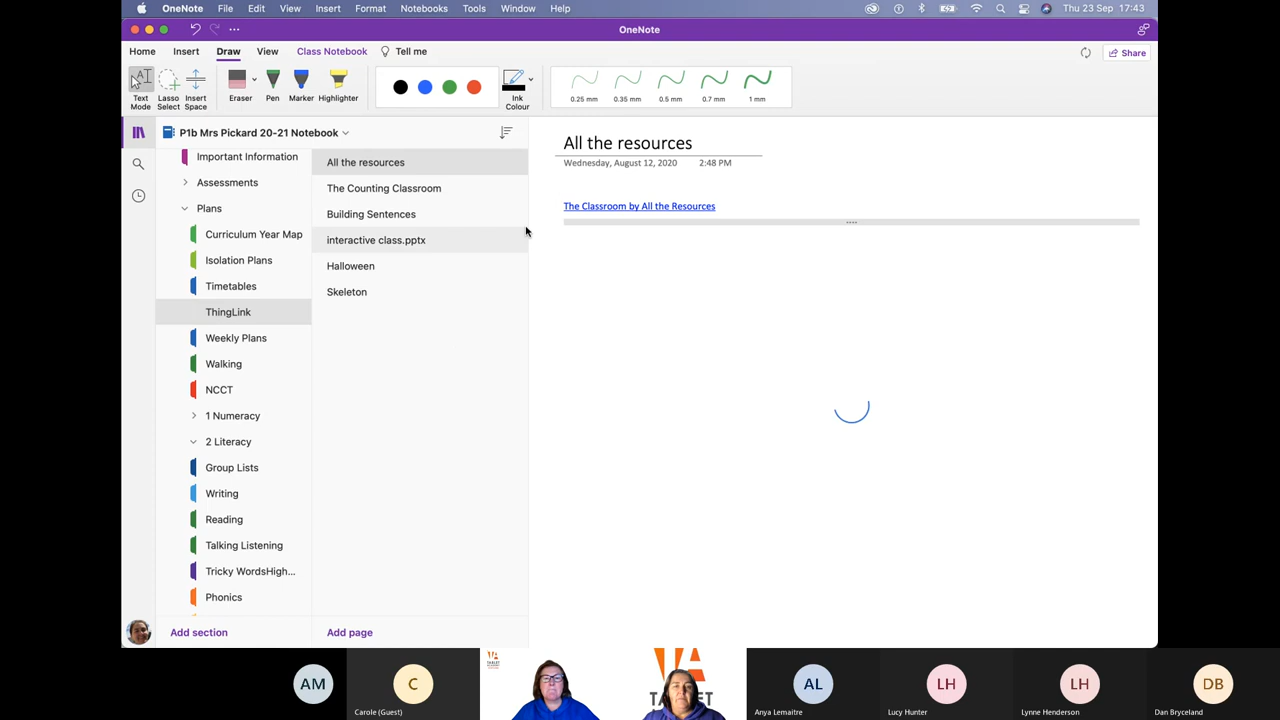 OneNote File Edit View Insert Format Notebooks Tools Window Help Thu 23 Sep 17:43
OneNote
Home Insert Draw View Class Notebook Tell me Share
Text Mode
Lasso Select
Insert Space
Eraser
Pen
Marker
Highlighter
Ink Colour
0.25 mm 0.35 mm 0.5 mm 0.7 mm 1 mm
P1b Mrs Pickard 20-21 Notebook
Important Information
Assessments
Plans
Curriculum Year Map
Isolation Plans
Timetables
ThingLink
Weekly Plans
Walking
NCCT
1 Numeracy
2 Literacy
Group Lists
Writing
Reading
Talking Listening
Tricky WordsHigh...
Phonics
Add section
All the resources
The Counting Classroom
Building Sentences
interactive class.pptx
Halloween
Skeleton
Add page
All the resources
Wednesday, August 12, 2020 2:48 PM
The Classroom by All the Resources
AM
C
Carole (Guest)
AL
Anya Lemaitre
LH
Lucy Hunter
LH
Lynne Henderson
DB
Dan Bryceland